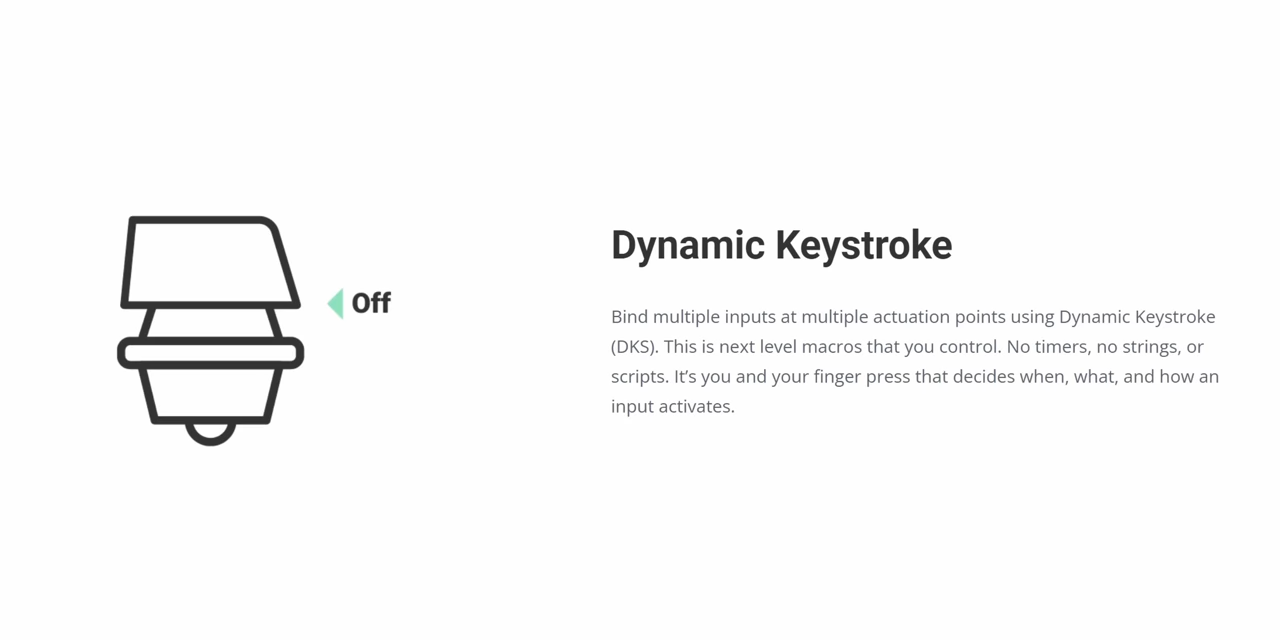 Off
Dynamic Keystroke
Bind multiple inputs at multiple actuation points using Dynamic Keystroke
(DKS). This is next level macros that you control. No timers, no strings, or
scripts. It’s you and your finger press that decides when, what, and how an
input activates.